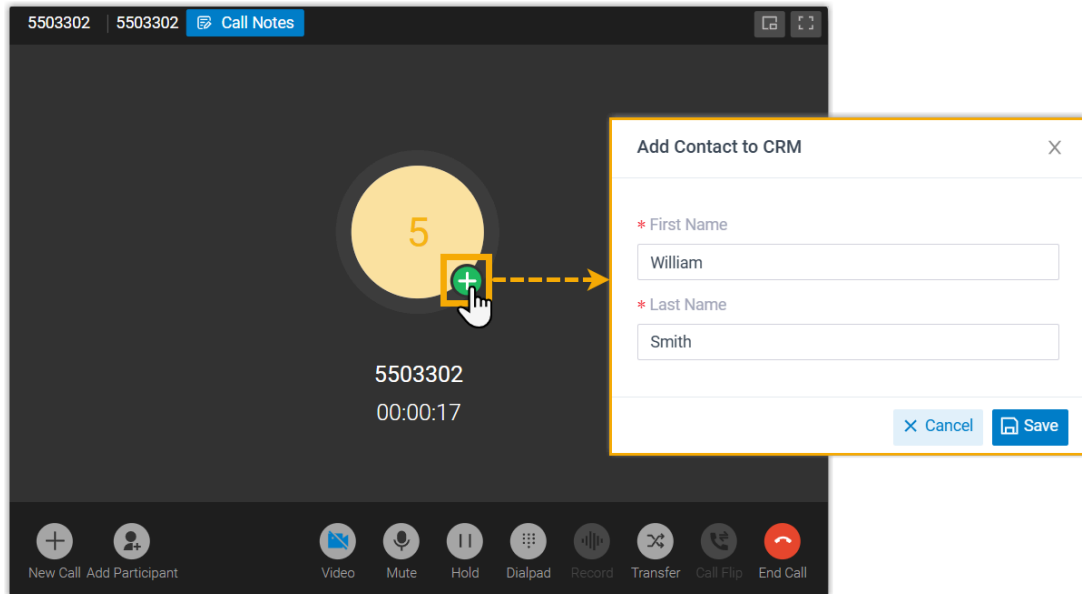 5503302 5503302 Call Notes
5
5503302
00:00:17
Add Contact to CRM
* First Name
William
* Last Name
Smith
Cancel Save
New Call Add Participant Video Mute Hold Dialpad Record Transfer Call Flip End Call